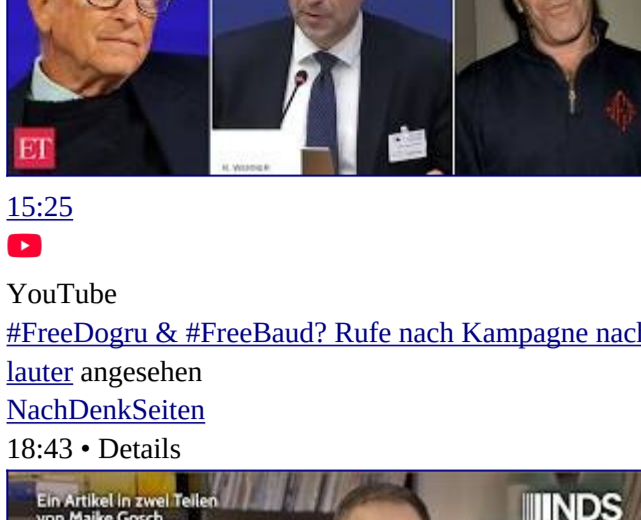 ET
15:25
YouTube
#FreeDogru & #FreeBaud? Rufe nach Kampagne nach
lauter angesehen
NachDenkSeiten
18:43 • Details
Ein Artikel in zwei Teilen
von Maike Gosch
NDS